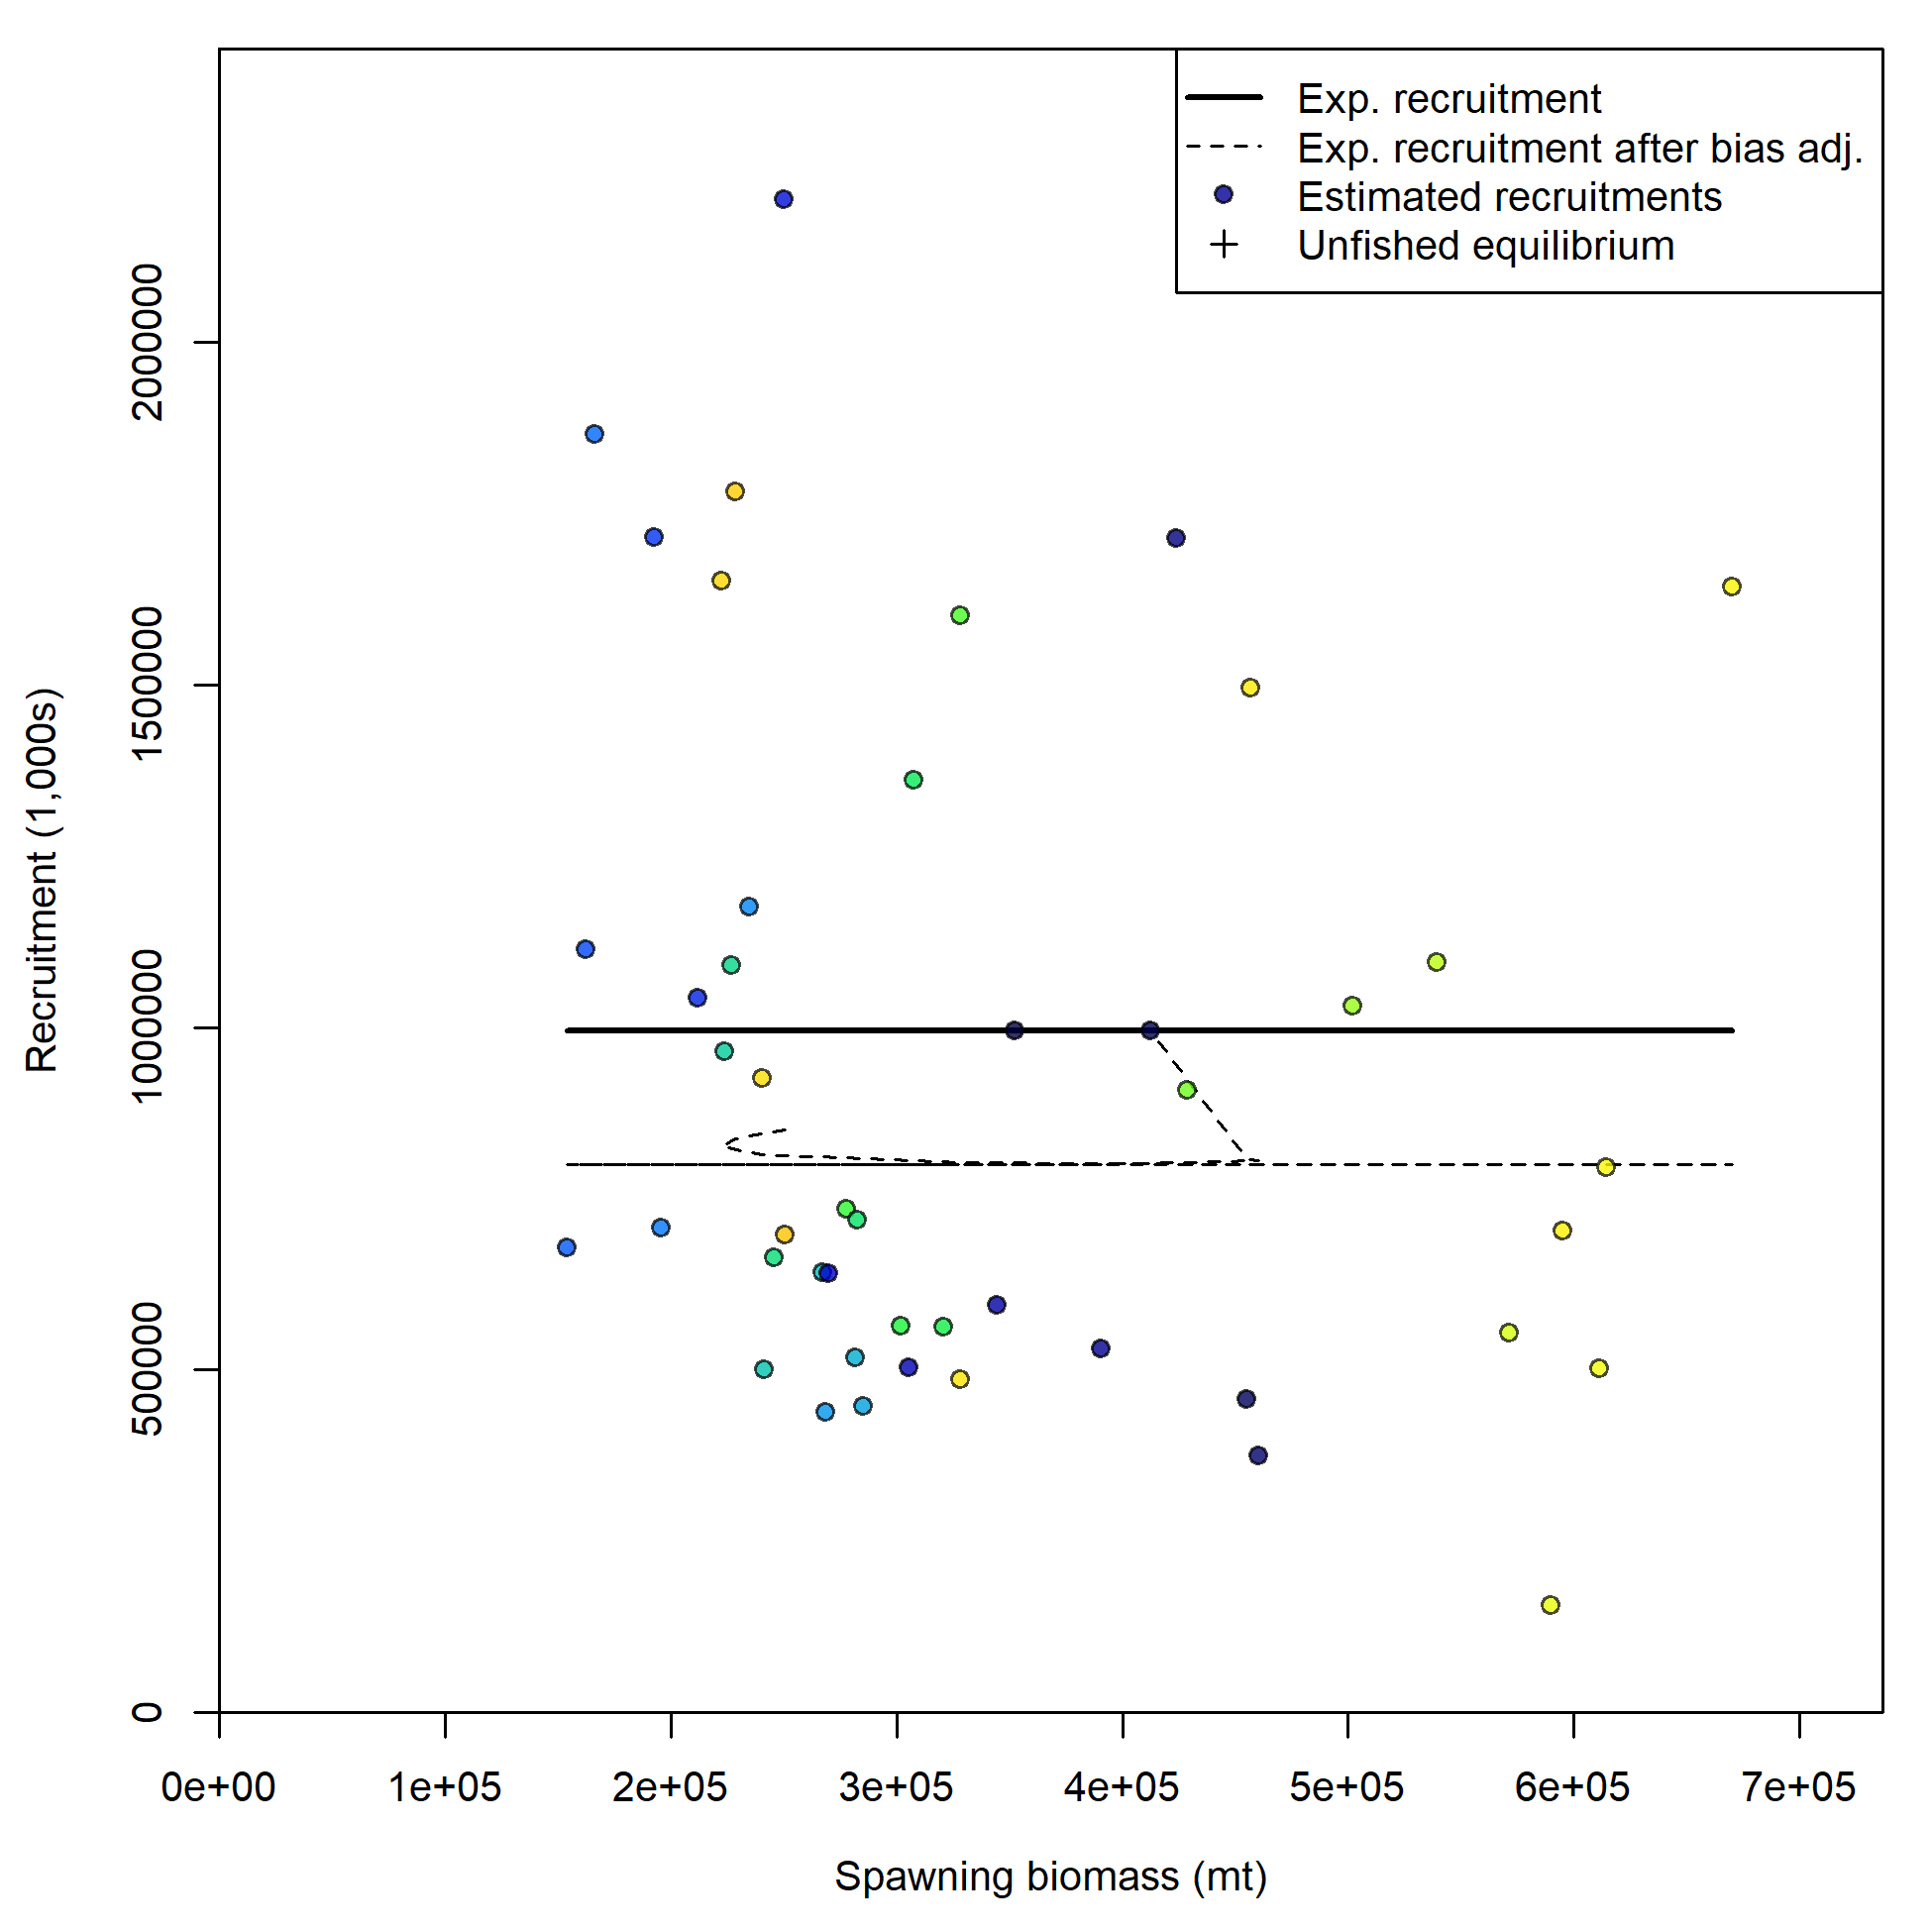 Exp. recruitment
Exp. recruitment after bias adj.
Estimated recruitments
Unfished equilibrium
Recruitment (1,000s)
2000000
1500000
1000000
500000
0
0e+00 1e+05 2e+05 3e+05 4e+05 5e+05 6e+05 7e+05
Spawning biomass (mt)